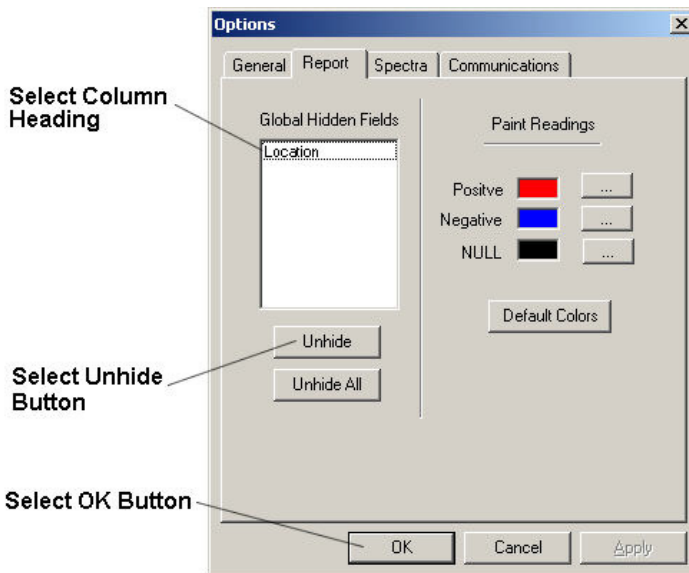 Options
General
Report
Spectra
Communications
Select Column
Heading
Global Hidden Fields
Location
Paint Readings
Positve
...
Negative
...
NULL
...
Default Colors
Unhide
Unhide All
Select Unhide
Button
Select OK Button
OK
Cancel
Apply